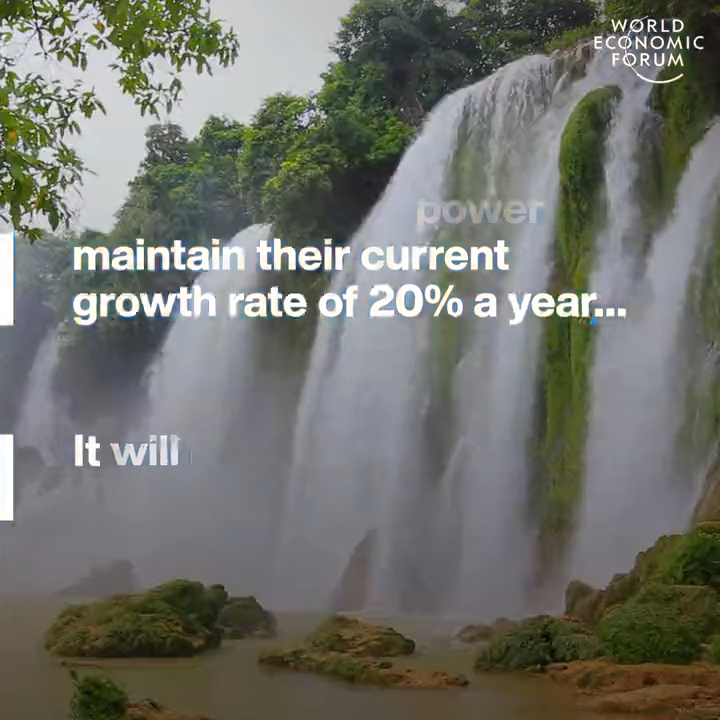 WORLD
ECONOMIC
FORUM
power
maintain their current
growth rate of 20% a year...
It will